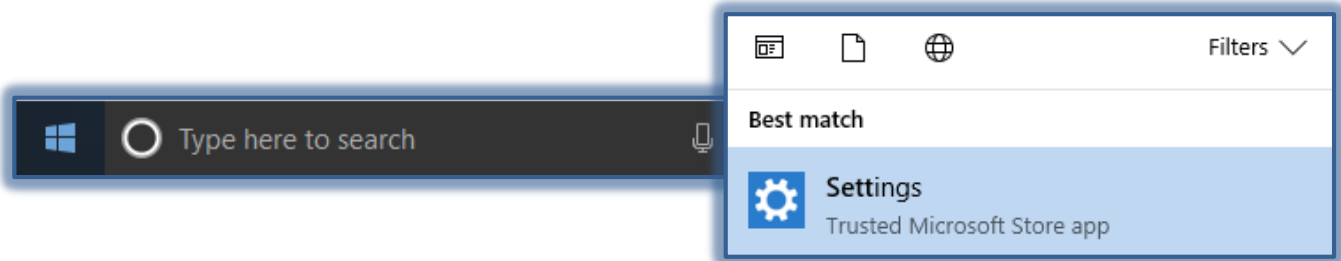 Type here to search
Filters
Best match
Settings
Trusted Microsoft Store app